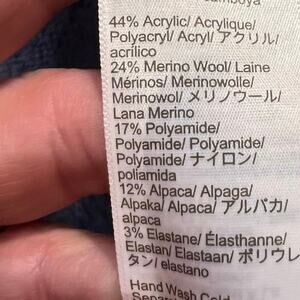 44% Acrylic/ Acrylique/
Polyacryl/ Acryl/ アクリル/
acrílico
24% Merino Wool/ Laine
Mérinos/ Merinowolle/
Merinowol/ メリノウール/
Lana Merino
17% Polyamide/
Polyamide/ Polyamide/
Polyamide/ ナイロン/
poliamida
12% Alpaca/ Alpaga/
Alpaka/ Alpaca/ アルパカ/
alpaca
3% Elastane/ Élasthanne/
Elastan/ Elastaan/ ポリウレ
タン/ elastano
Hand Wash Cold